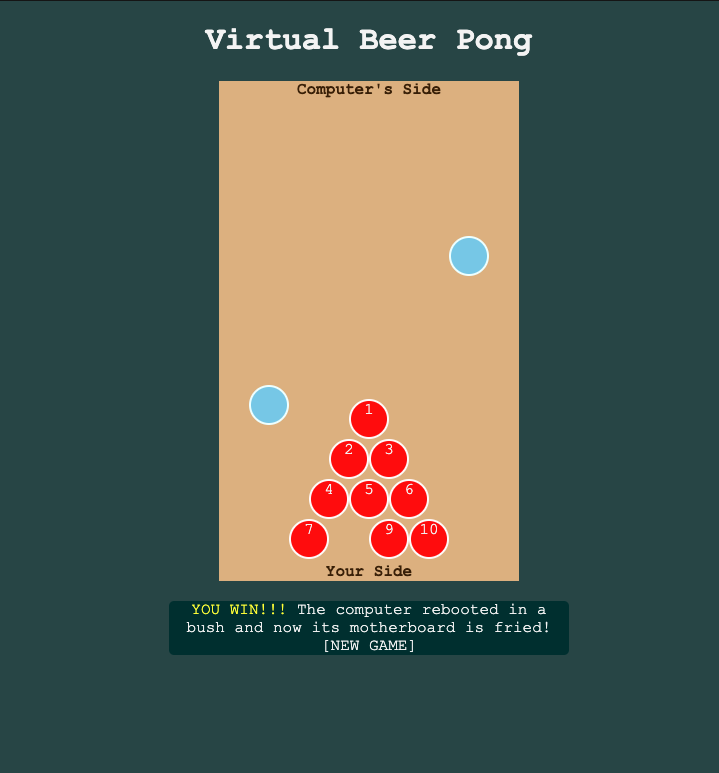 Virtual Beer Pong
Computer's Side
1
2 3
4 5 6
7 9 10
Your Side
YOU WIN!!! The computer rebooted in a
bush and now its motherboard is fried!
[NEW GAME]